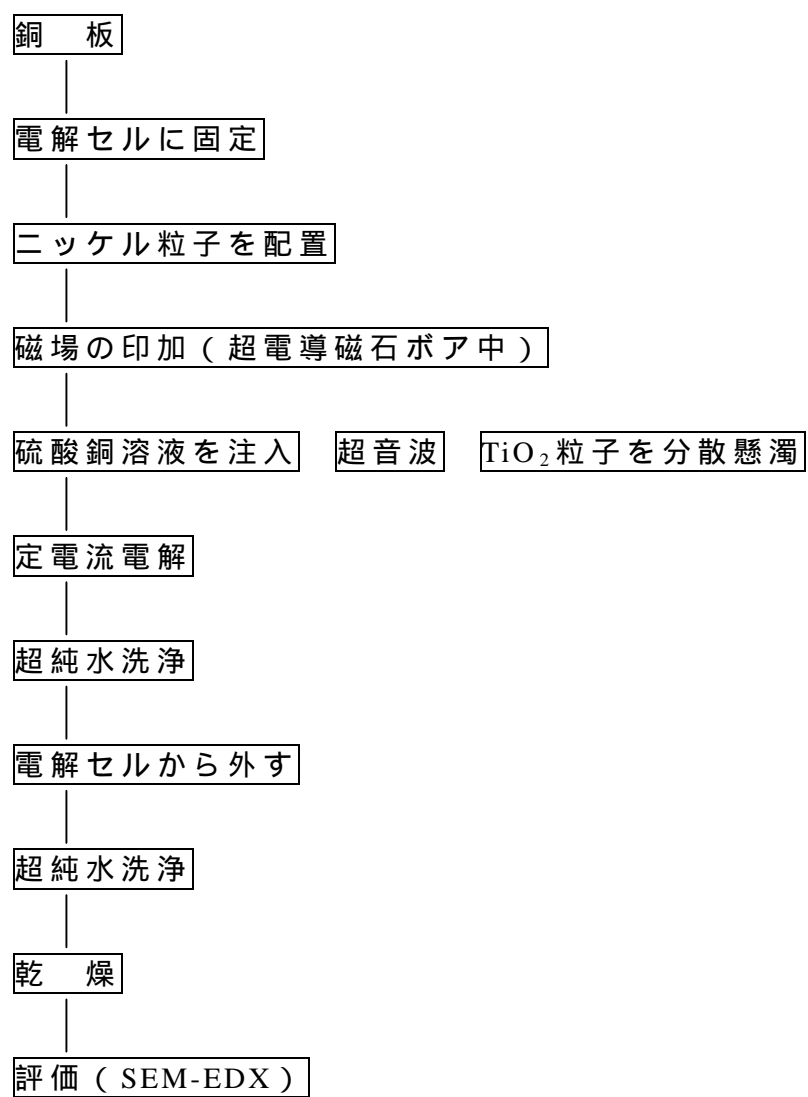 銅　板
電解セルに固定
ニッケル粒子を配置
磁場の印加（超電導磁石ボア中）
硫酸銅溶液を注入　超音波　TiO₂粒子を分散懸濁
定電流電解
超純水洗浄
電解セルから外す
超純水洗浄
乾　燥
評価（SEM-EDX）